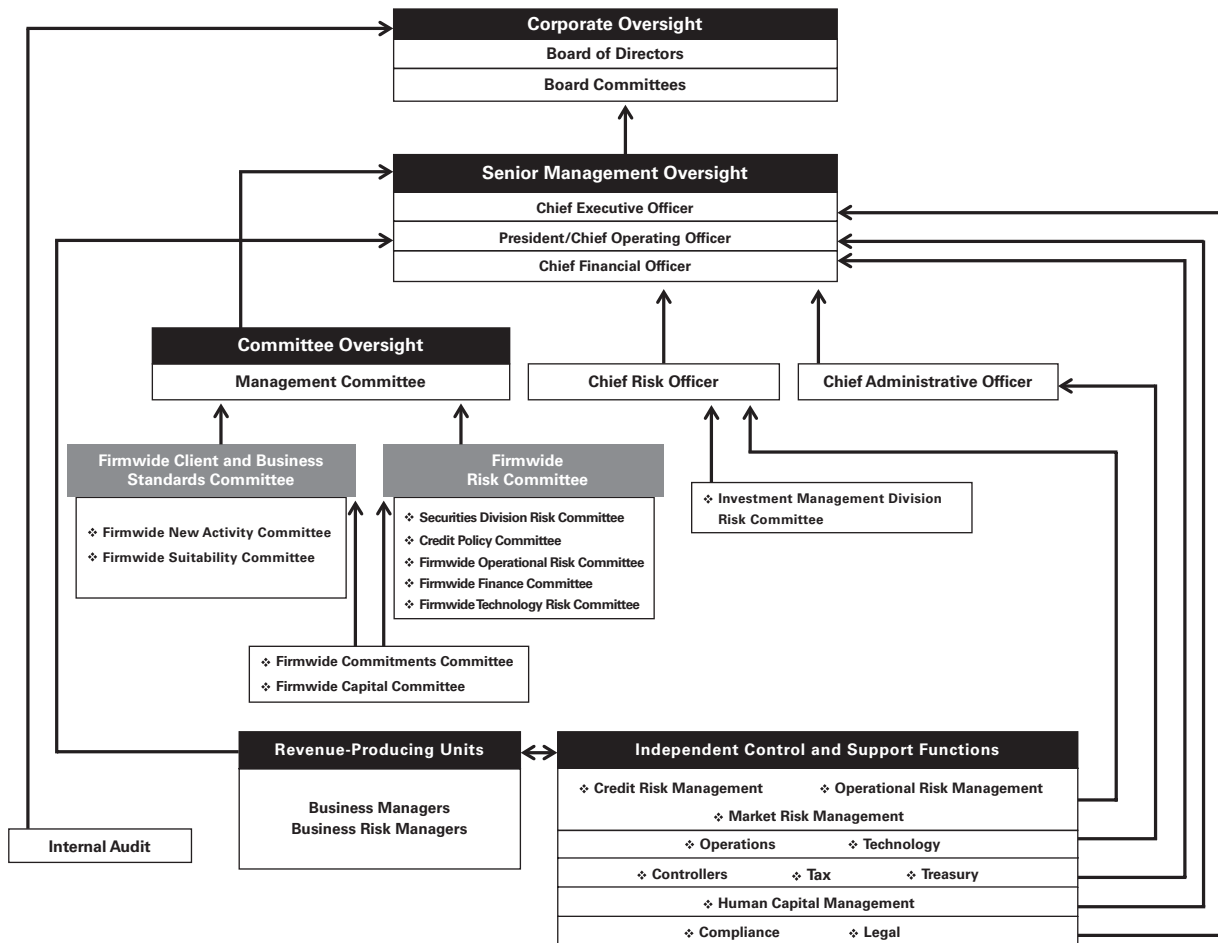 Corporate Oversight
Board of Directors
Board Committees
Senior Management Oversight
Chief Executive Officer
President/Chief Operating Officer
Chief Financial Officer
Committee Oversight
Management Committee
Chief Risk Officer
Chief Administrative Officer
Firmwide Client and Business
Standards Committee
❖ Firmwide New Activity Committee
❖ Firmwide Suitability Committee
Firmwide
Risk Committee
❖ Securities Division Risk Committee
❖ Credit Policy Committee
❖ Firmwide Operational Risk Committee
❖ Firmwide Finance Committee
❖ Firmwide Technology Risk Committee
❖ Investment Management Division
Risk Committee
❖ Firmwide Commitments Committee
❖ Firmwide Capital Committee
Revenue-Producing Units
Business Managers
Business Risk Managers
Independent Control and Support Functions
❖ Credit Risk Management ❖ Operational Risk Management
❖ Market Risk Management
❖ Operations ❖ Technology
❖ Controllers ❖ Tax ❖ Treasury
❖ Human Capital Management
❖ Compliance ❖ Legal
Internal Audit